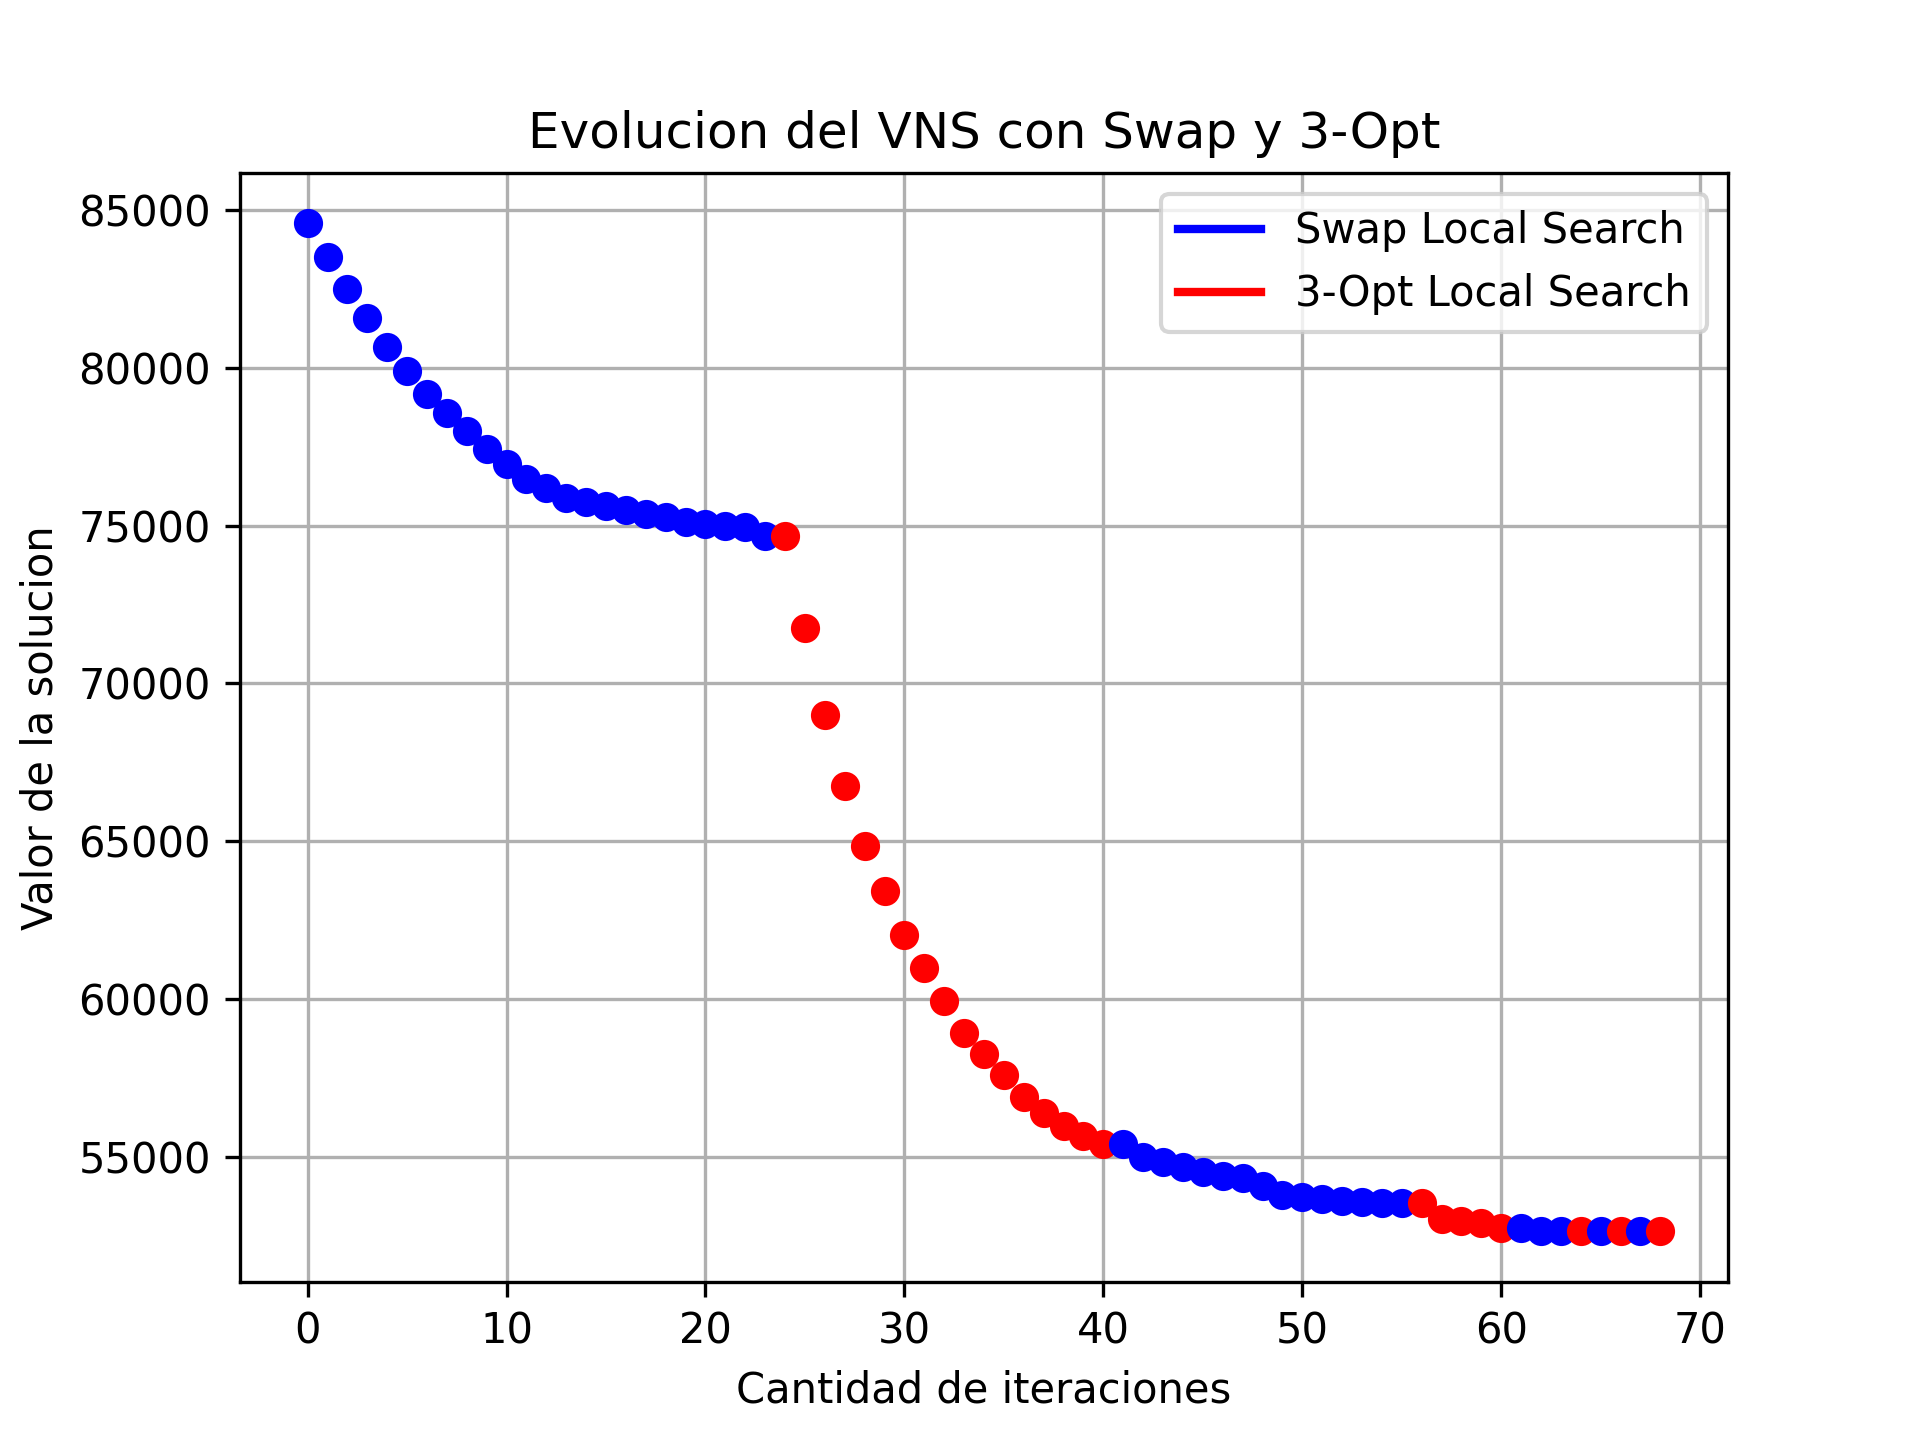 Evolucion del VNS con Swap y 3-Opt
Swap Local Search
3-Opt Local Search
85000
80000
75000
70000
65000
60000
55000
Valor de la solucion
0 10 20 30 40 50 60 70
Cantidad de iteraciones